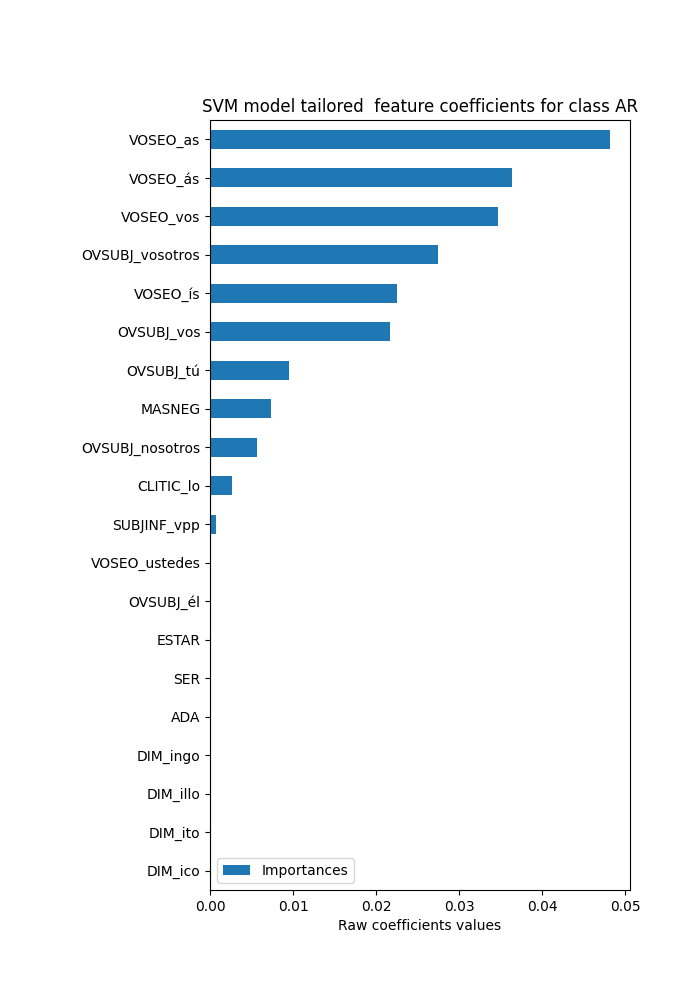 SVM model tailored  feature coefficients for class AR
VOSEO_as
VOSEO_ás
VOSEO_vos
OVSUBJ_vosotros
VOSEO_ís
OVSUBJ_vos
OVSUBJ_tú
MASNEG
OVSUBJ_nosotros
CLITIC_lo
SUBJINF_vpp
VOSEO_ustedes
OVSUBJ_él
ESTAR
SER
ADA
DIM_ingo
DIM_illo
DIM_ito
DIM_ico
Importances
0.00 0.01 0.02 0.03 0.04 0.05
Raw coefficients values